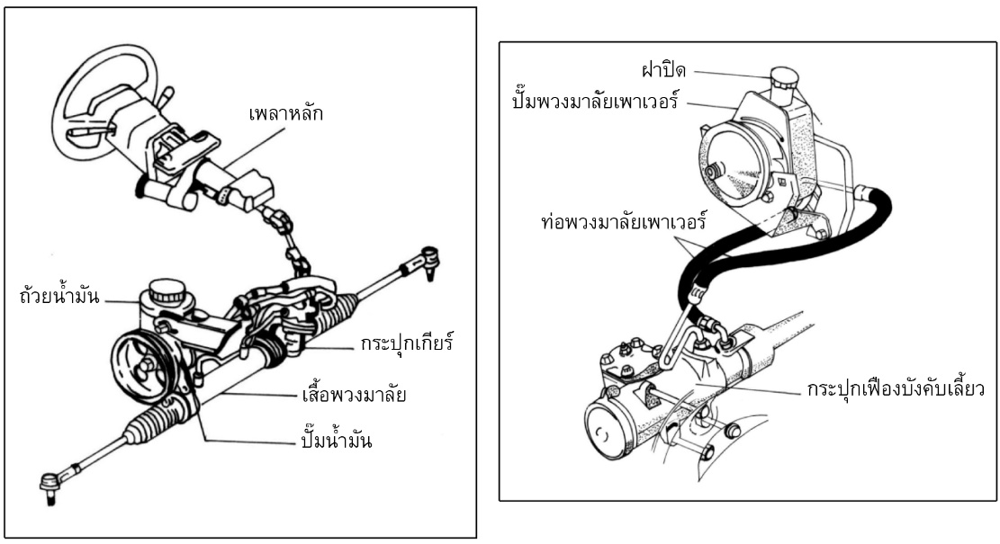 เพลาหลัก
ถ้วยน้ำมัน
กระปุกเกียร์
เสื้อพวงมาลัย
ปั๊มน้ำมัน
ฝาปิด
ปั๊มพวงมาลัยเพาเวอร์
ท่อพวงมาลัยเพาเวอร์
กระปุกเฟืองบังคับเลี้ยว